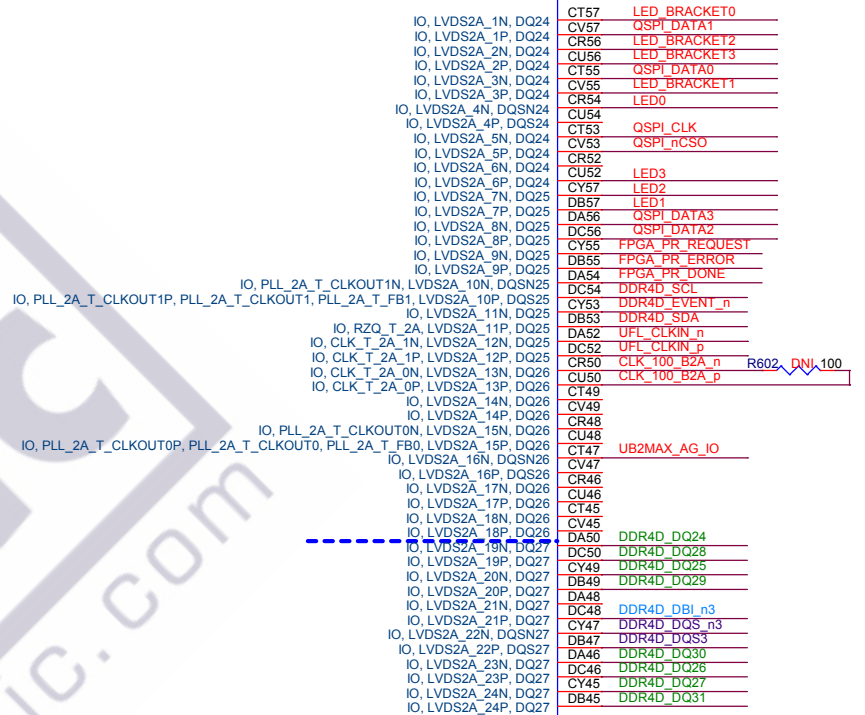 IO, LVDS2A_1N, DQ24 CT57 LED_BRACKET0
IO, LVDS2A_1P, DQ24 CV57 QSPI_DATA1
IO, LVDS2A_2N, DQ24 CR56 LED_BRACKET2
IO, LVDS2A_2P, DQ24 CU56 LED_BRACKET3
IO, LVDS2A_3N, DQ24 CT55 QSPI_DATA0
IO, LVDS2A_3P, DQ24 CV55 LED_BRACKET1
IO, LVDS2A_4N, DQSN24 CR54 LED0
IO, LVDS2A_4P, DQS24 CU54
IO, LVDS2A_5N, DQ24 CT53 QSPI_CLK
IO, LVDS2A_5P, DQ24 CV53 QSPI_nCSO
IO, LVDS2A_6N, DQ24 CR52
IO, LVDS2A_6P, DQ24 CU52 LED3
IO, LVDS2A_7N, DQ25 CY57 LED2
IO, LVDS2A_7P, DQ25 DB57 LED1
IO, LVDS2A_8N, DQ25 DA56 QSPI_DATA3
IO, LVDS2A_8P, DQ25 DC56 QSPI_DATA2
IO, LVDS2A_9N, DQ25 CY55 FPGA_PR_REQUEST
IO, LVDS2A_9P, DQ25 DB55 FPGA_PR_ERROR
IO, PLL_2A_T_CLKOUT1N, LVDS2A_10N, DQSN25 DA54 FPGA_PR_DONE
IO, PLL_2A_T_CLKOUT1P, PLL_2A_T_CLKOUT1, PLL_2A_T_FB1, LVDS2A_10P, DQS25 DC54 DDR4D_SCL
IO, LVDS2A_11N, DQ25 CY53 DDR4D_EVENT_n
IO, RZQ_T_2A, LVDS2A_11P, DQ25 DB53 DDR4D_SDA
IO, CLK_T_2A_1N, LVDS2A_12N, DQ25 DA52 UFL_CLKIN_n
IO, CLK_T_2A_1P, LVDS2A_12P, DQ25 DC52 UFL_CLKIN_p
IO, CLK_T_2A_0N, LVDS2A_13N, DQ26 CR50 CLK_100_B2A_n R602 DNI 100
IO, CLK_T_2A_0P, LVDS2A_13P, DQ26 CU50 CLK_100_B2A_p
IO, LVDS2A_14N, DQ26 CT49
IO, LVDS2A_14P, DQ26 CV49
IO, PLL_2A_T_CLKOUT0N, LVDS2A_15N, DQ26 CR48
IO, PLL_2A_T_CLKOUT0P, PLL_2A_T_CLKOUT0, PLL_2A_T_FB0, LVDS2A_15P, DQ26 CU48
IO, LVDS2A_16N, DQSN26 CT47 UB2MAX_AG_IO
IO, LVDS2A_16P, DQS26 CV47
IO, LVDS2A_17N, DQ26 CR46
IO, LVDS2A_17P, DQ26 CU46
IO, LVDS2A_18N, DQ26 CT45
IO, LVDS2A_18P, DQ26 CV45
IO, LVDS2A_19N, DQ27 DA50 DDR4D_DQ24
IO, LVDS2A_19P, DQ27 DC50 DDR4D_DQ28
IO, LVDS2A_20N, DQ27 CY49 DDR4D_DQ25
IO, LVDS2A_20P, DQ27 DB49 DDR4D_DQ29
IO, LVDS2A_21N, DQ27 DA48
IO, LVDS2A_21P, DQ27 DC48 DDR4D_DBI_n3
IO, LVDS2A_22N, DQSN27 CY47 DDR4D_DQS_n3
IO, LVDS2A_22P, DQS27 DB47 DDR4D_DQS3
IO, LVDS2A_23N, DQ27 DA46 DDR4D_DQ30
IO, LVDS2A_23P, DQ27 DC46 DDR4D_DQ26
IO, LVDS2A_24N, DQ27 CY45 DDR4D_DQ27
IO, LVDS2A_24P, DQ27 DB45 DDR4D_DQ31
ic.com